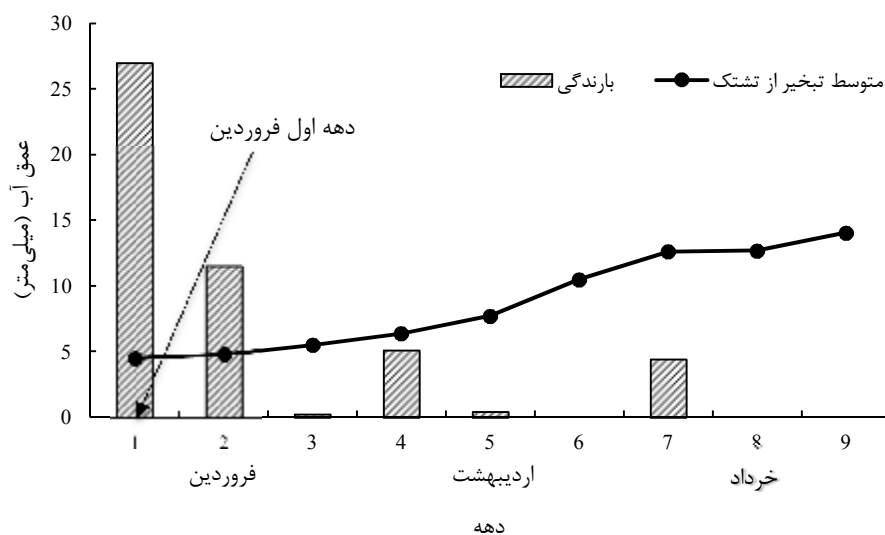 30
25
20
15
10
5
0
عمق آب (میلی‌متر)
بارندگی
متوسط تبخیر از تشتک
دهه اول فروردین
1 2 3 4 5 6 7 8 9
فروردین اردیبهشت خرداد
دهه